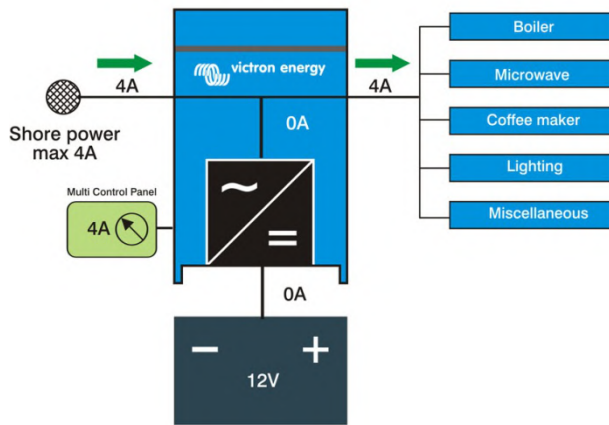 Boiler
victron energy
4A
4A
Microwave
Shore power
max 4A
0A
Coffee maker
Multi Control Panel
4A
~
=
Lighting
Miscellaneous
0A
− +
12V